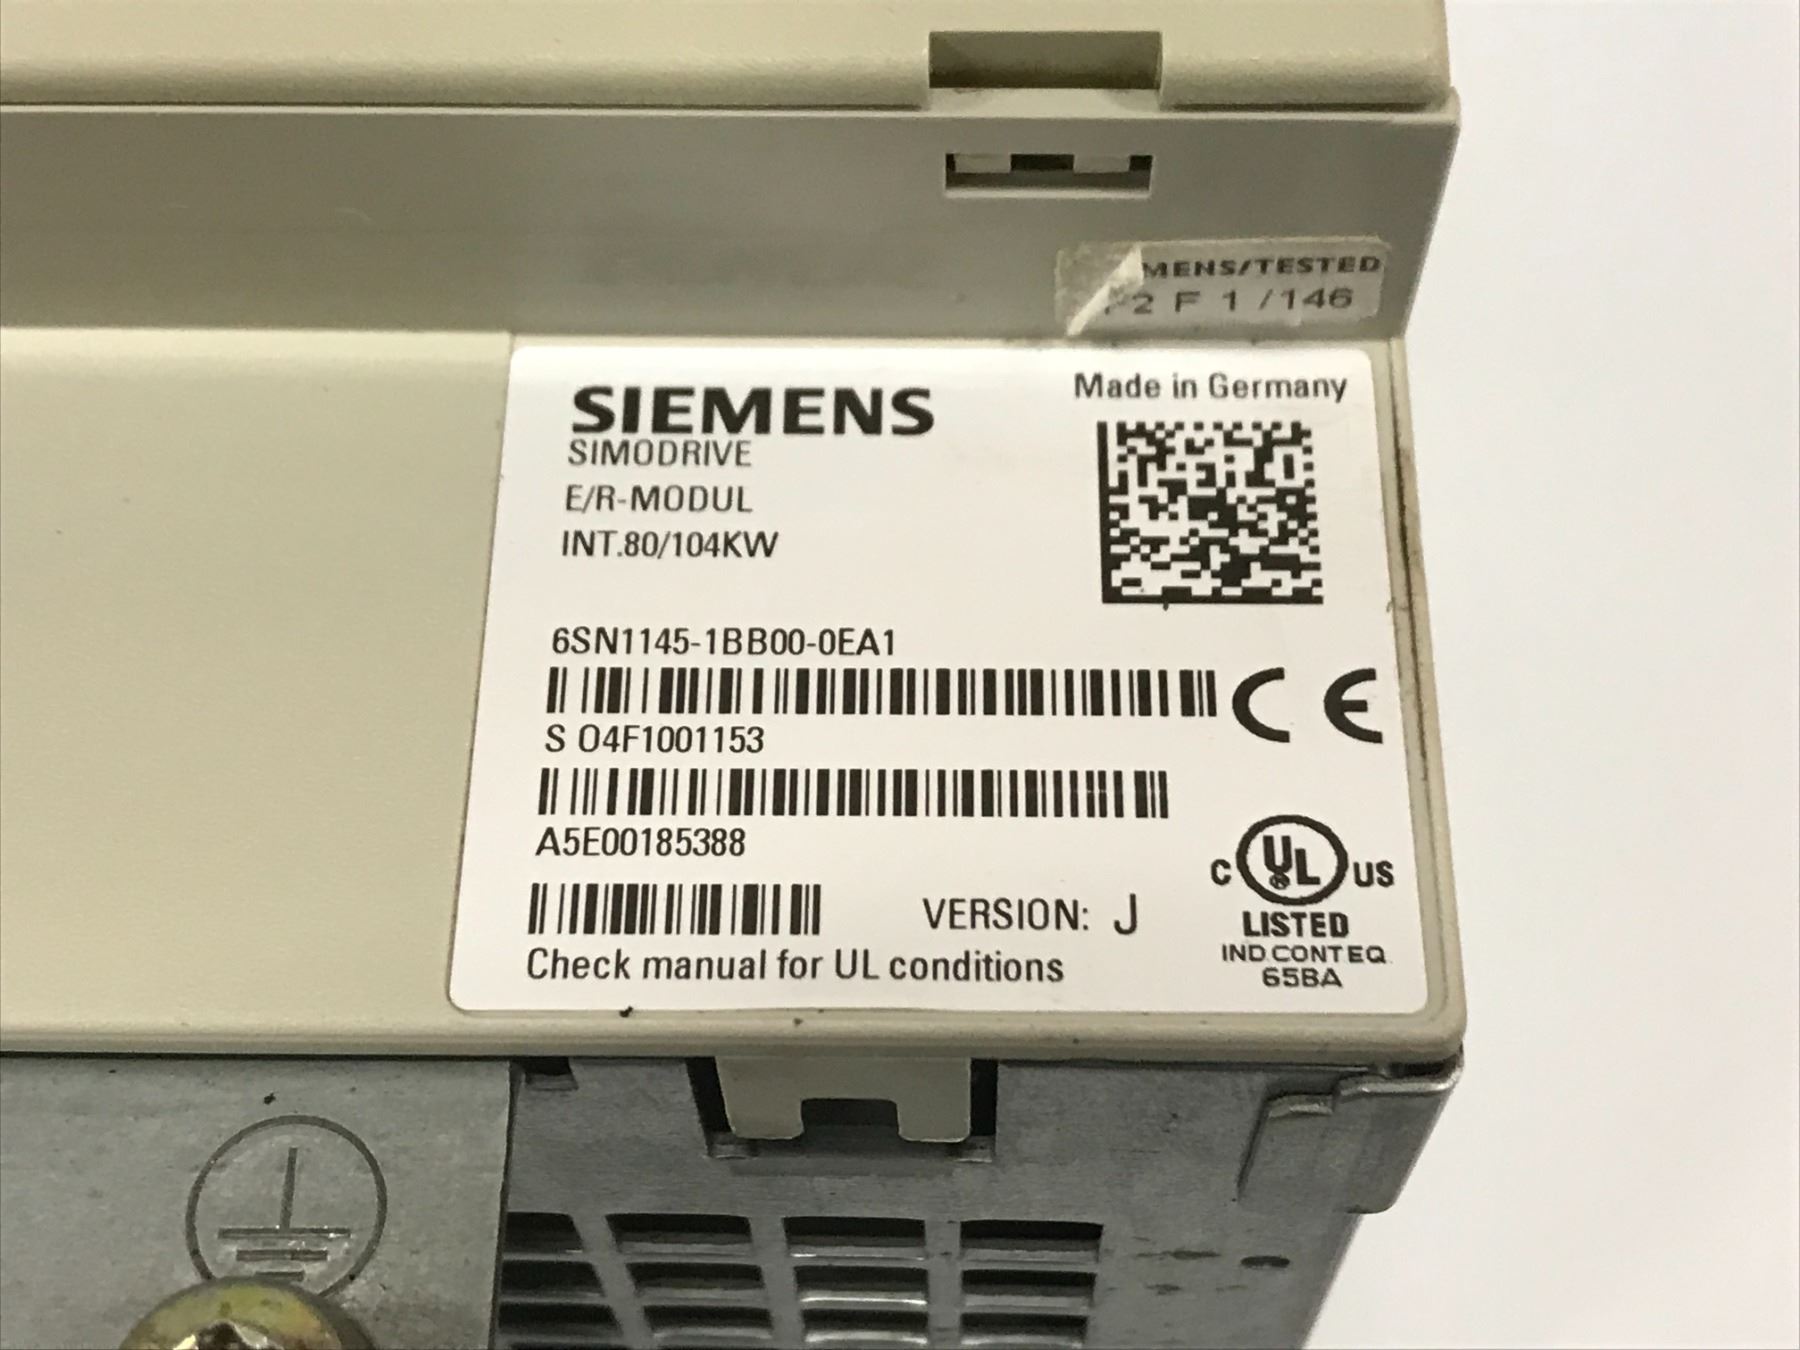 MENS/TESTED
2 F 1 /146
SIEMENS
Made in Germany
SIMODRIVE
E/R-MODUL
INT.80/104KW
6SN1145-1BB00-0EA1
CE
S O4F1001153
A5E00185388
C UL US
LISTED
IND.CONT.EQ.
65BA
VERSION: J
Check manual for UL conditions